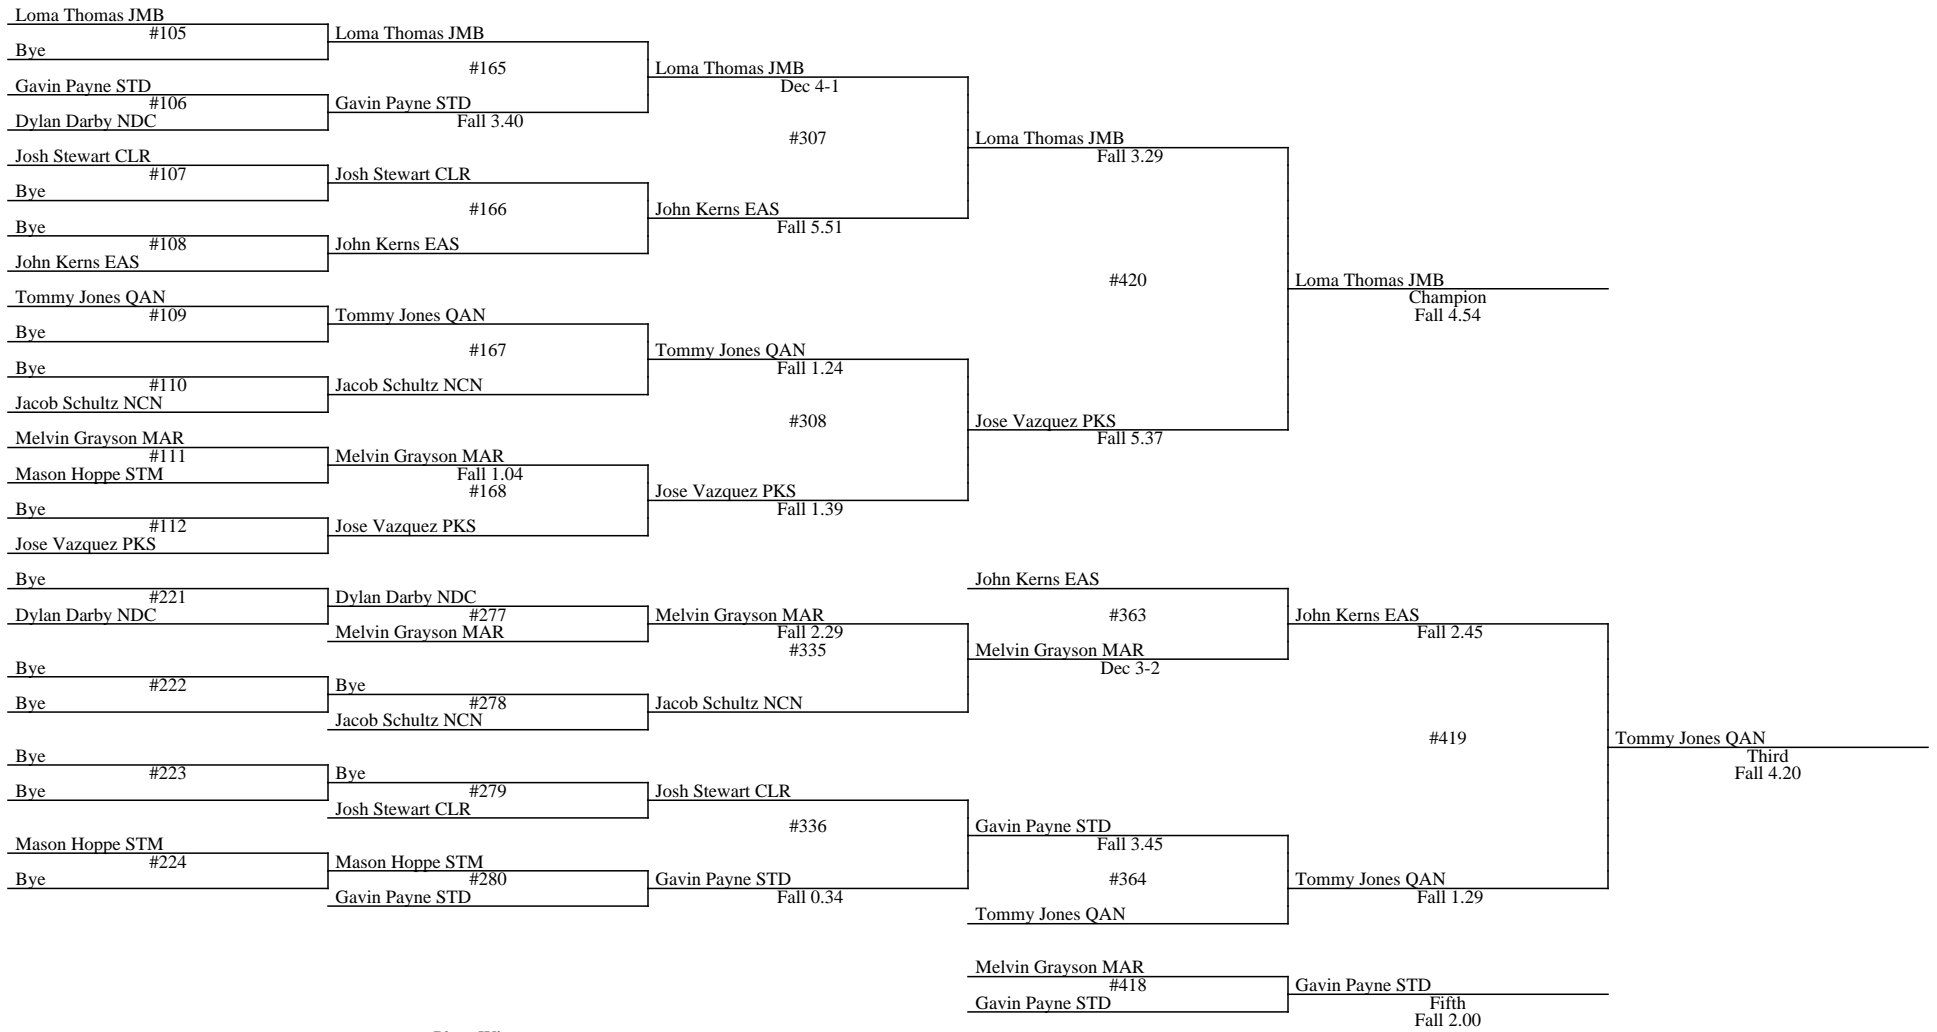 Loma Thomas JMB
#105
Bye
Loma Thomas JMB
#165
Gavin Payne STD
#106
Dylan Darby NDC
Gavin Payne STD
Fall 3.40
Loma Thomas JMB
Dec 4-1
#307
Josh Stewart CLR
#107
Bye
Josh Stewart CLR
#166
Bye
#108
John Kerns EAS
John Kerns EAS
John Kerns EAS
Fall 5.51
Loma Thomas JMB
Fall 3.29
#420
Tommy Jones QAN
#109
Bye
Tommy Jones QAN
#167
Bye
#110
Jacob Schultz NCN
Jacob Schultz NCN
Tommy Jones QAN
Fall 1.24
#308
Melvin Grayson MAR
#111
Mason Hoppe STM
Melvin Grayson MAR
Fall 1.04
#168
Bye
#112
Jose Vazquez PKS
Jose Vazquez PKS
Jose Vazquez PKS
Fall 1.39
Jose Vazquez PKS
Fall 5.37
Loma Thomas JMB
Champion
Fall 4.54
Bye
#221
Dylan Darby NDC
Dylan Darby NDC
#277
Melvin Grayson MAR
Melvin Grayson MAR
Fall 2.29
#335
Bye
#222
Bye
Bye
#278
Jacob Schultz NCN
Jacob Schultz NCN
John Kerns EAS
#363
Melvin Grayson MAR
Dec 3-2
John Kerns EAS
Fall 2.45
#419
Bye
#223
Bye
Bye
#279
Josh Stewart CLR
Josh Stewart CLR
#336
Mason Hoppe STM
#224
Bye
Mason Hoppe STM
#280
Gavin Payne STD
Gavin Payne STD
Fall 0.34
Gavin Payne STD
Fall 3.45
#364
Tommy Jones QAN
Tommy Jones QAN
Fall 1.29
Tommy Jones QAN
Third
Fall 4.20
Melvin Grayson MAR
#418
Gavin Payne STD
Gavin Payne STD
Fifth
Fall 2.00